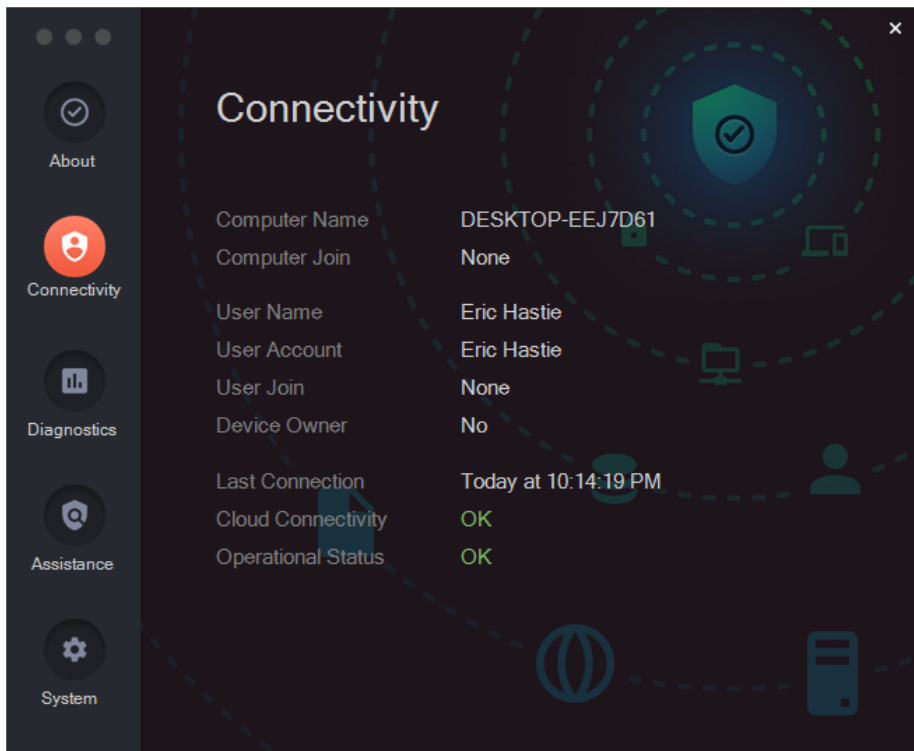 ×
About
Connectivity
Diagnostics
Assistance
System
Connectivity
Computer Name DESKTOP-EEJ7D61
Computer Join None
User Name Eric Hastie
User Account Eric Hastie
User Join None
Device Owner No
Last Connection Today at 10:14:19 PM
Cloud Connectivity OK
Operational Status OK